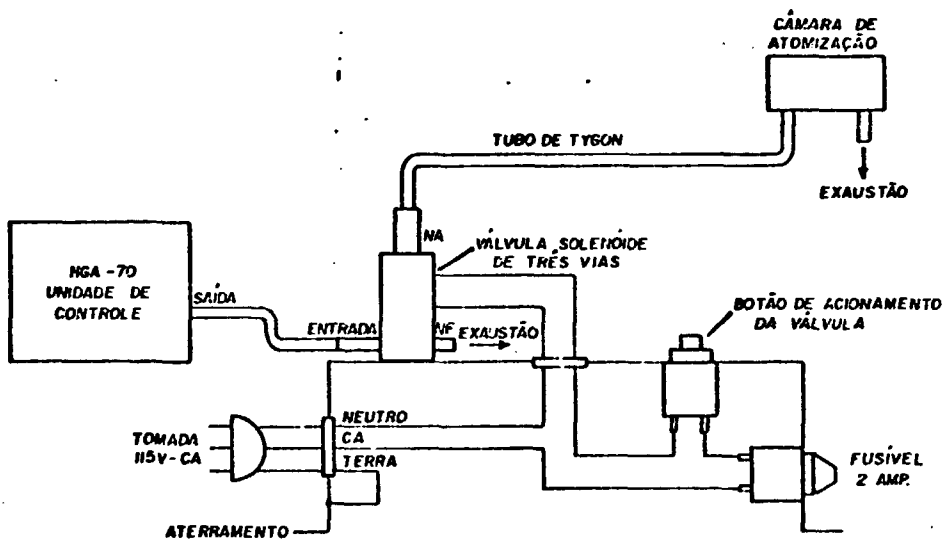 CÂMARA DE
ATOMIZAÇÃO
TUBO DE TYGON
EXAUSTÃO
NA
VÁLVULA SOLENÓIDE
DE TRÊS VIAS
HGA-70
UNIDADE DE
CONTROLE
SAÍDA
ENTRADA
NF
EXAUSTÃO
BOTÃO DE ACIONAMENTO
DA VÁLVULA
NEUTRO
CA
TERRA
TOMADA
115V-CA
FUSÍVEL
2 AMP.
ATERRAMENTO